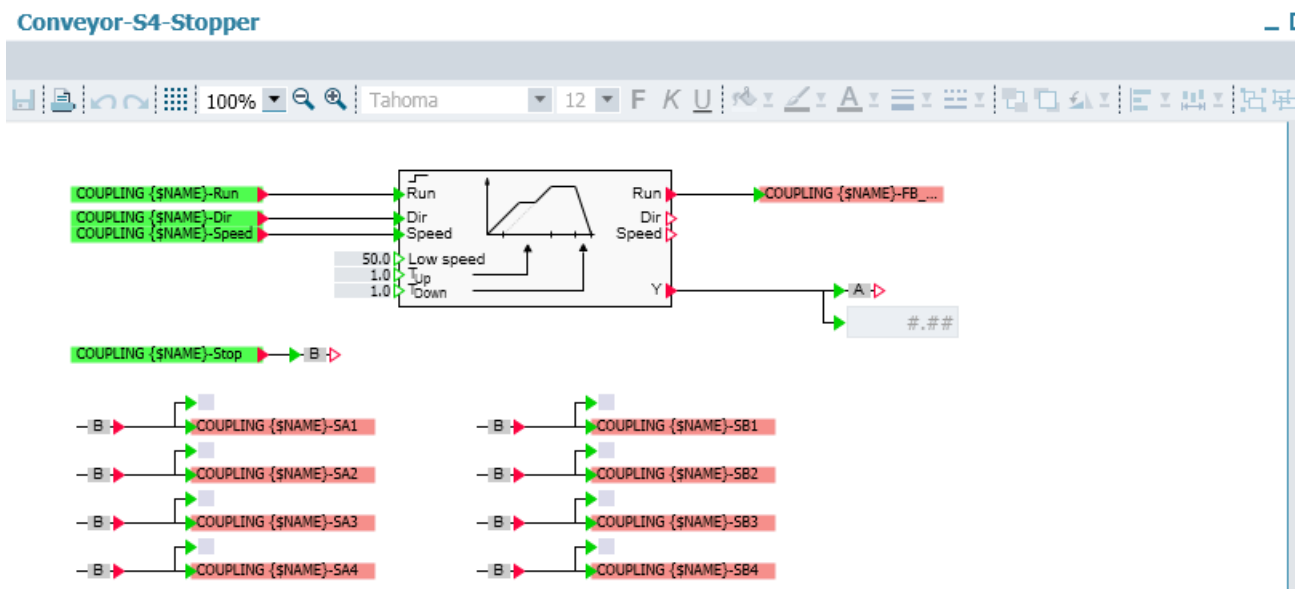 Conveyor-S4-Stopper
100% Tahoma 12 F K U A
COUPLING {$NAME}-Run Run Run COUPLING {$NAME}-FB_...
COUPLING {$NAME}-Dir Dir Dir
COUPLING {$NAME}-Speed Speed Speed
50.0 Low speed
1.0 TUp
1.0 TDown Y A
#.##
COUPLING {$NAME}-Stop B
B COUPLING {$NAME}-SA1 B COUPLING {$NAME}-SB1
B COUPLING {$NAME}-SA2 B COUPLING {$NAME}-SB2
B COUPLING {$NAME}-SA3 B COUPLING {$NAME}-SB3
B COUPLING {$NAME}-SA4 B COUPLING {$NAME}-SB4